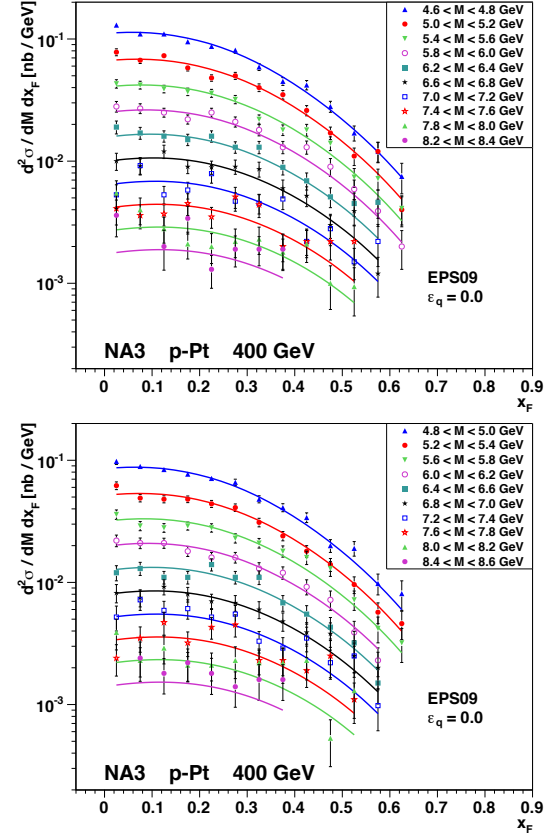 d²σ / dM dx_F [nb / GeV]
10⁻¹
10⁻²
10⁻³
4.6 < M < 4.8 GeV
5.0 < M < 5.2 GeV
5.4 < M < 5.6 GeV
5.8 < M < 6.0 GeV
6.2 < M < 6.4 GeV
6.6 < M < 6.8 GeV
7.0 < M < 7.2 GeV
7.4 < M < 7.6 GeV
7.8 < M < 8.0 GeV
8.2 < M < 8.4 GeV
EPS09
ε_q = 0.0
NA3 p-Pt 400 GeV
0 0.1 0.2 0.3 0.4 0.5 0.6 0.7 0.8 0.9
x_F
d²σ / dM dx_F [nb / GeV]
10⁻¹
10⁻²
10⁻³
4.8 < M < 5.0 GeV
5.2 < M < 5.4 GeV
5.6 < M < 5.8 GeV
6.0 < M < 6.2 GeV
6.4 < M < 6.6 GeV
6.8 < M < 7.0 GeV
7.2 < M < 7.4 GeV
7.6 < M < 7.8 GeV
8.0 < M < 8.2 GeV
8.4 < M < 8.6 GeV
EPS09
ε_q = 0.0
NA3 p-Pt 400 GeV
0 0.1 0.2 0.3 0.4 0.5 0.6 0.7 0.8 0.9
x_F